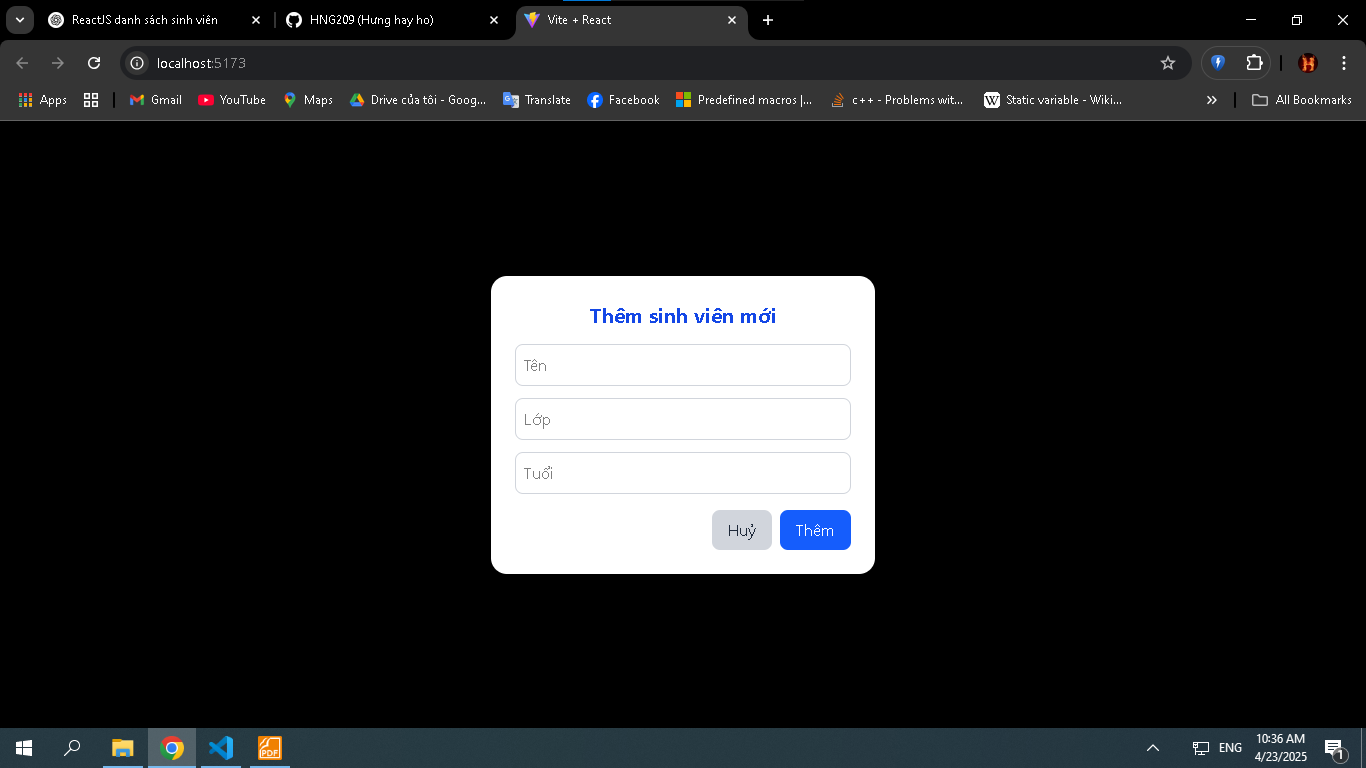 ReactJS danh sách sinh viên
HNG209 (Hưng hay ho)
Vite + React
localhost:5173
Apps
Gmail
YouTube
Maps
Drive của tôi - Goog...
Translate
Facebook
Predefined macros |...
c++ - Problems wit...
W Static variable - Wiki...
All Bookmarks
Thêm sinh viên mới
Tên
Lớp
Tuổi
Huỷ
Thêm
PDF
ENG
10:36 AM
4/23/2025
1